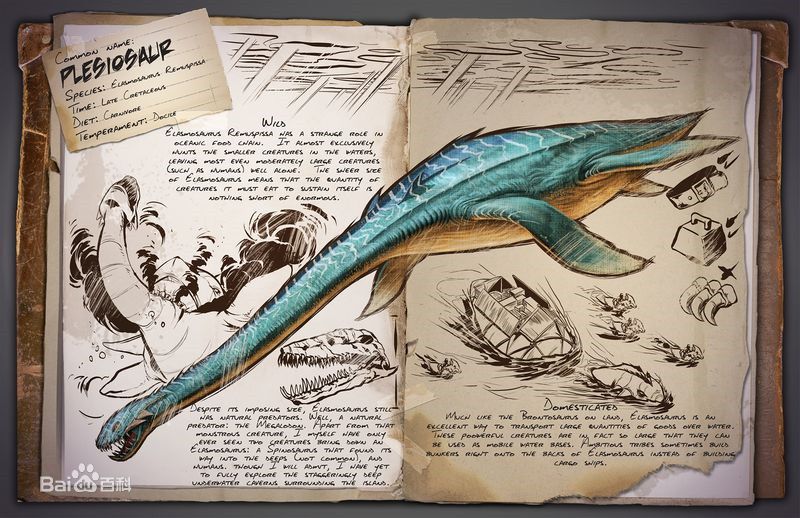 Common name:
Plesiosaur
Species: Elasmosaurus Remuspissa
Time: Late Cretaceous
Diet: Carnivore
Temperament: Docile
Wild
Elasmosaurus Remuspissa has a strange role in
oceanic food chain. It almost exclusively
hunts the smaller creatures in the waters,
leaving most even moderately large creatures
(such as humans) well alone. The sheer size
of Elasmosaurus means that the quantity of
creatures it must eat to sustain itself is
nothing short of enormous.
Despite its imposing size, Elasmosaurus still
has natural predators. Well, a natural
predator: the Megalodon. Apart from that
monstrous creature, I myself have only
ever seen two creatures bring down an
Elasmosaurus: a Spinosaurus that found its
way into the deeps (not common), and
humans. Though I will admit, I have yet
to fully explore the staggeringly deep
underwater caverns surrounding the island.
Domesticated
Much like the Brontosaurus on land, Elasmosaurus is an
excellent way to transport large quantities of goods over water.
These powerful creatures are in fact so large that they can
be used as mobile water bases. Ambitious tribes sometimes build
bunkers right onto the backs of Elasmosaurus instead of building
cargo ships.
Bai百科